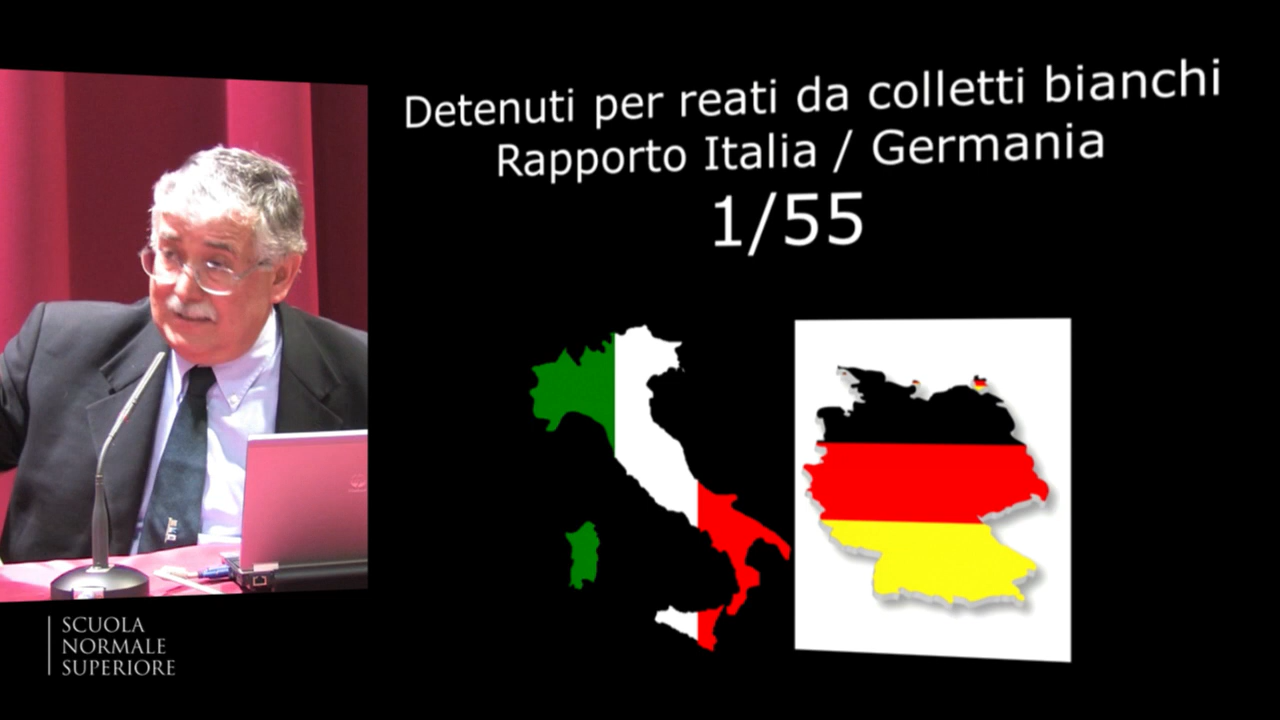 Detenuti per reati da colletti bianchi
Rapporto Italia / Germania
1/55
SCUOLA
NORMALE
SUPERIORE